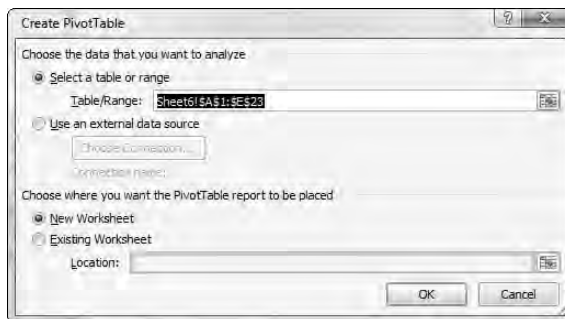 Create PivotTable
Choose the data that you want to analyze
Select a table or range
Table/Range: Sheet6!$A$1:$E$23
Use an external data source
Choose Connection...
Connection name:
Choose where you want the PivotTable report to be placed
New Worksheet
Existing Worksheet
Location:
OK Cancel